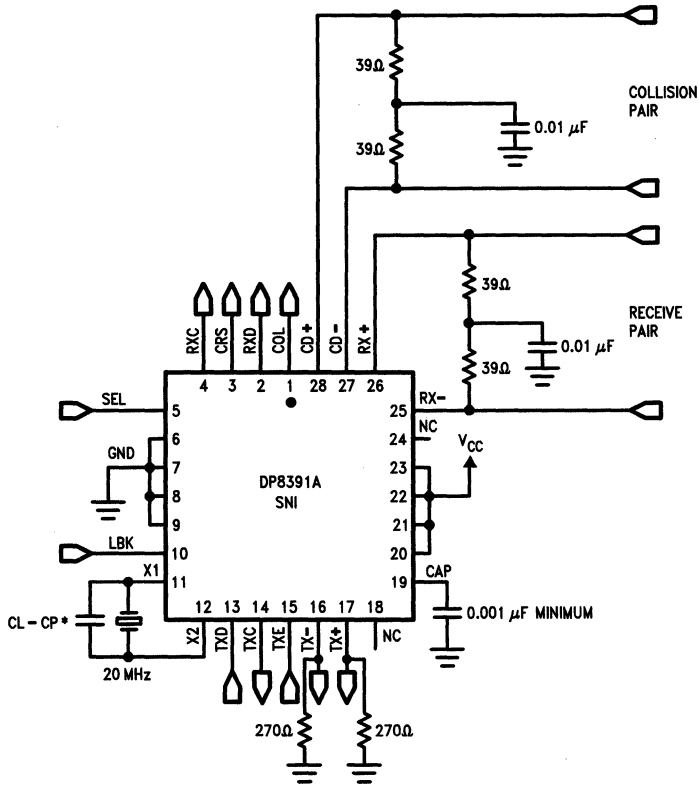 39Ω
COLLISION
PAIR
0.01 μF
39Ω
RXC
CRS
RXD
COL
CD+
CD-
RX+
39Ω
RECEIVE
PAIR
0.01 μF
39Ω
4
3
2
1
28
27
26
SEL
5
25
RX-
6
24
NC
GND
7
23
VCC
8
22
DP8391A
SNI
9
21
LBK
10
20
X1
11
19
CAP
CL-CP*
20 MHz
12
13
14
15
16
17
18
X2
TXD
TXC
TXE
TX-
TX+
NC
0.001 μF MINIMUM
270Ω
270Ω